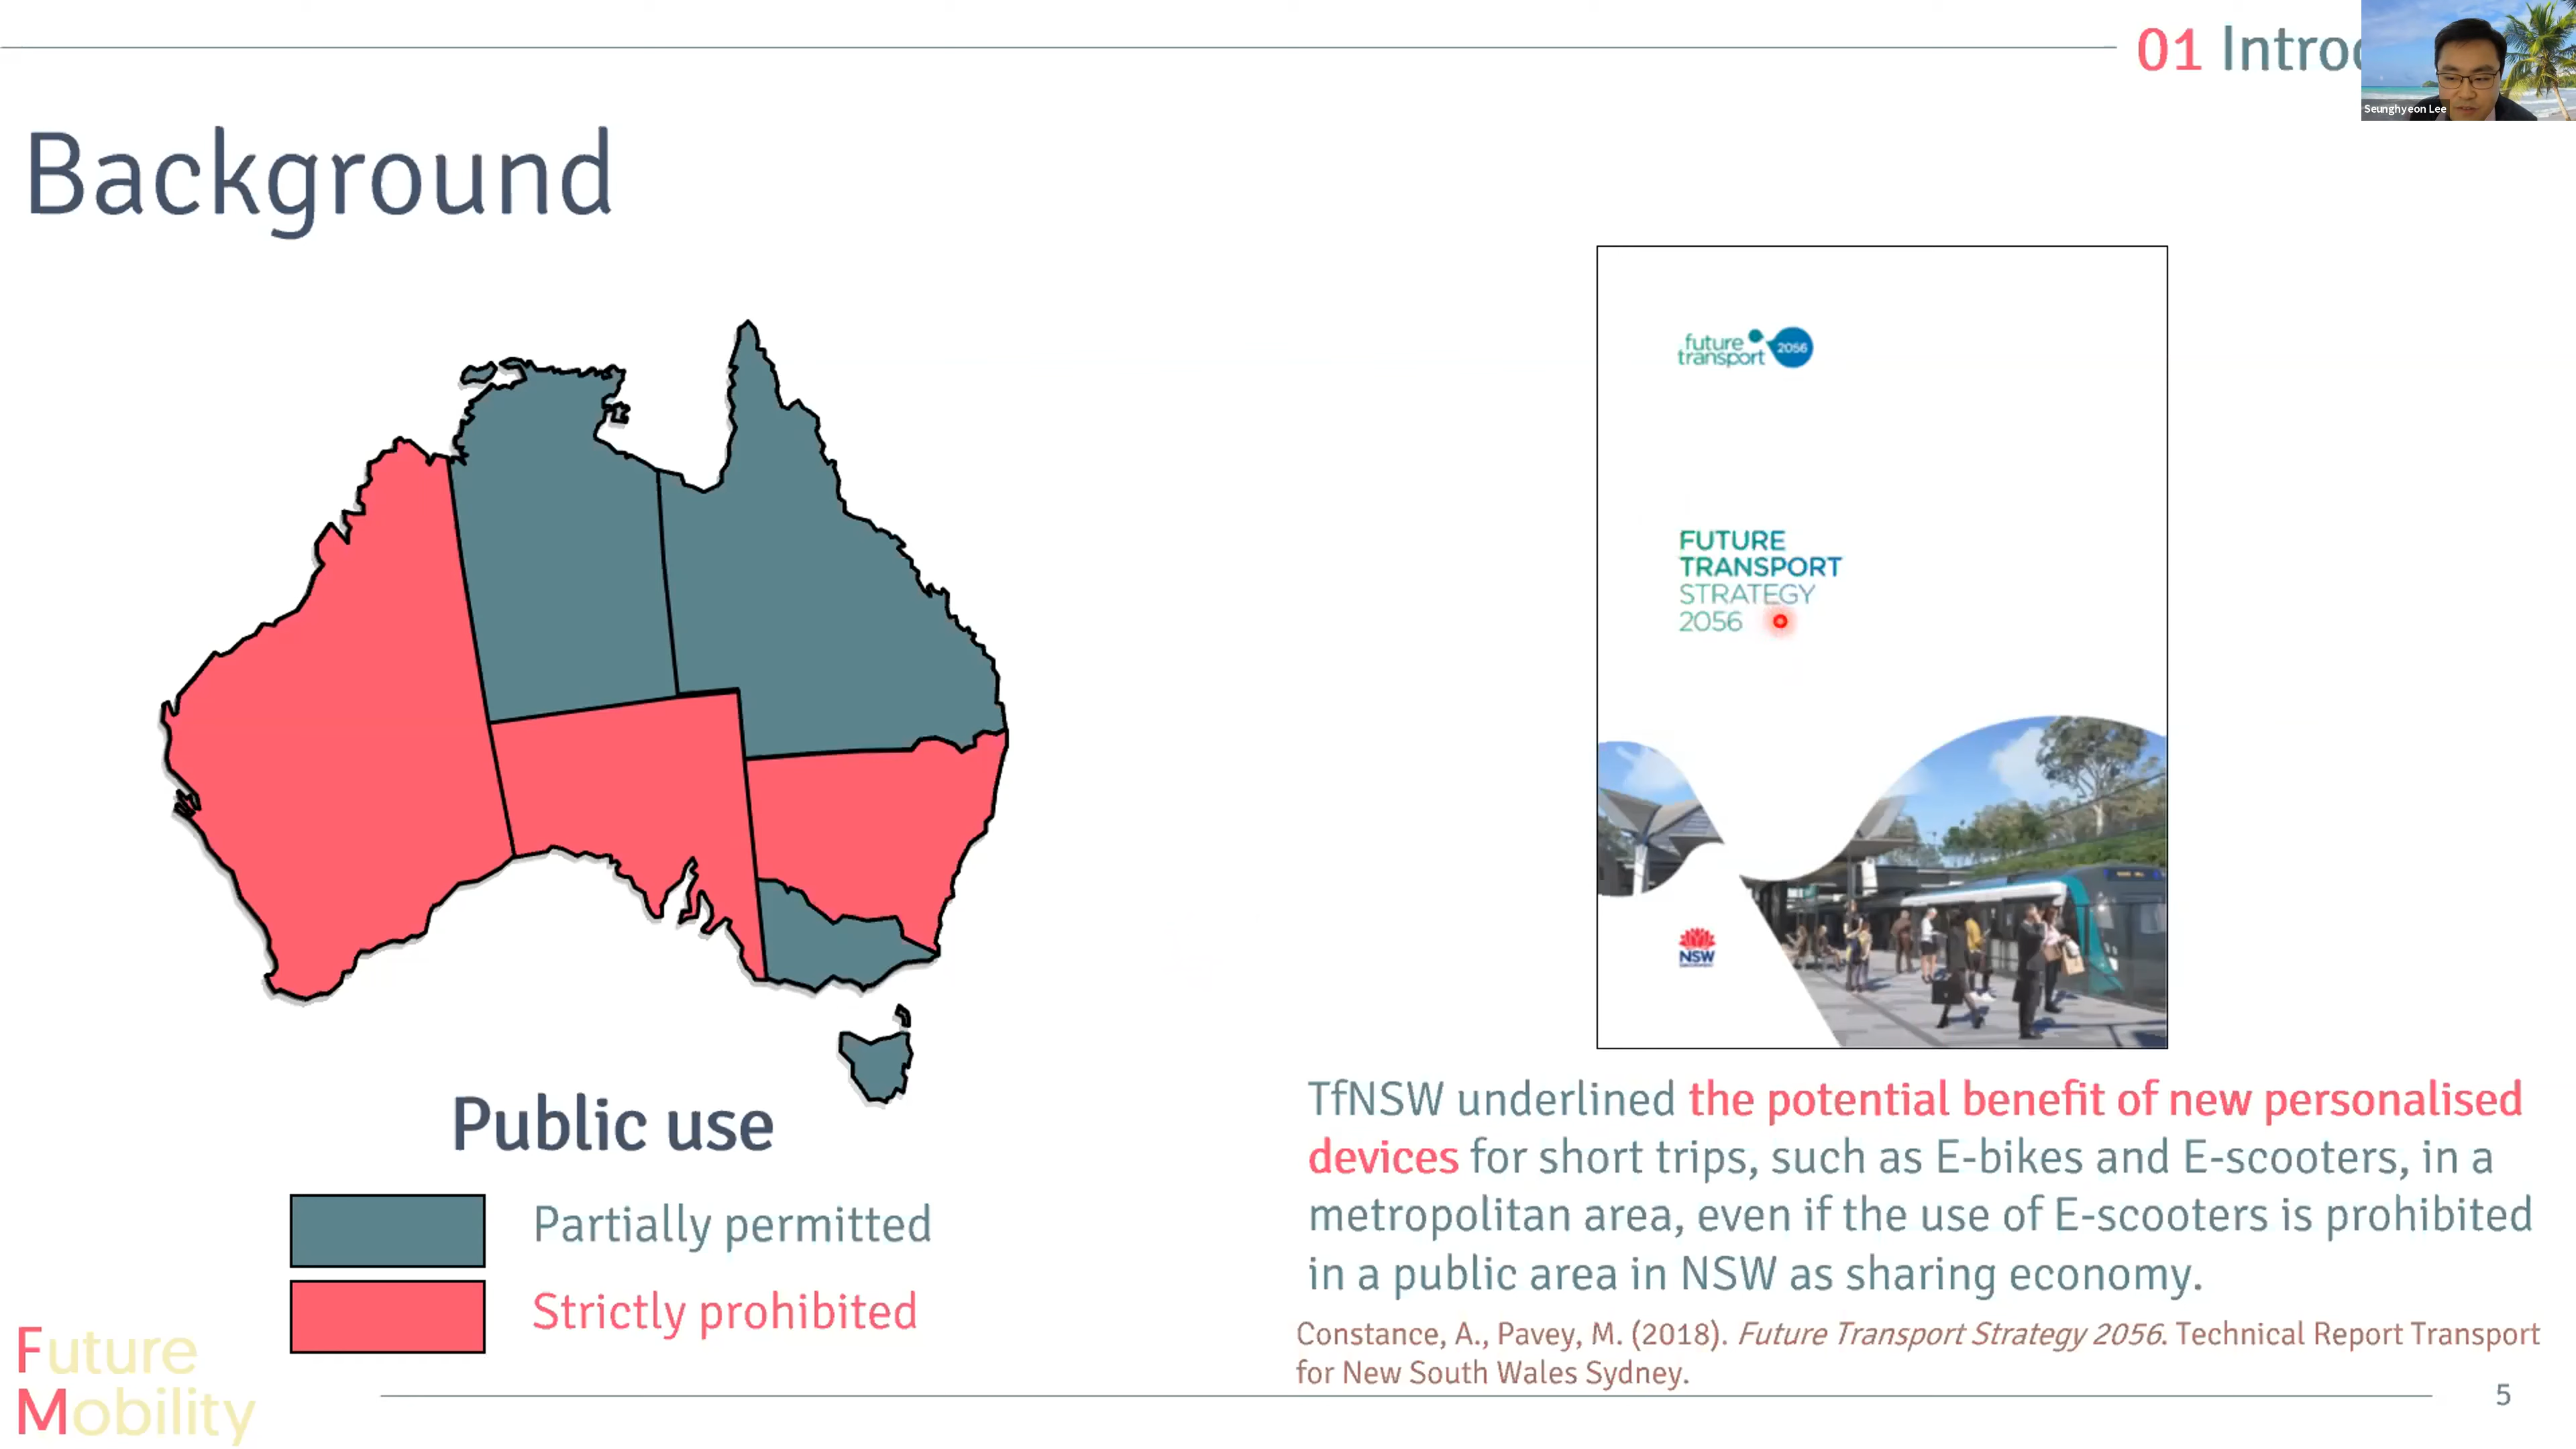 01 Intro
Seunghyeon Lee
Background
future
transport 2056
FUTURE
TRANSPORT
STRATEGY
2056
NSW
Public use
Partially permitted
Strictly prohibited
TfNSW underlined the potential benefit of new personalised
devices for short trips, such as E-bikes and E-scooters, in a
metropolitan area, even if the use of E-scooters is prohibited
in a public area in NSW as sharing economy.
Constance, A., Pavey, M. (2018). Future Transport Strategy 2056. Technical Report Transport
for New South Wales Sydney.
Future
Mobility
5